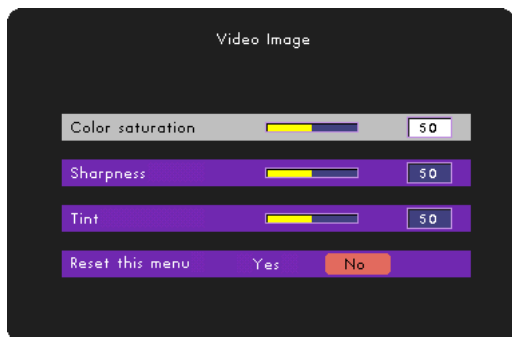 Video Image
Color saturation 50
Sharpness 50
Tint 50
Reset this menu Yes No